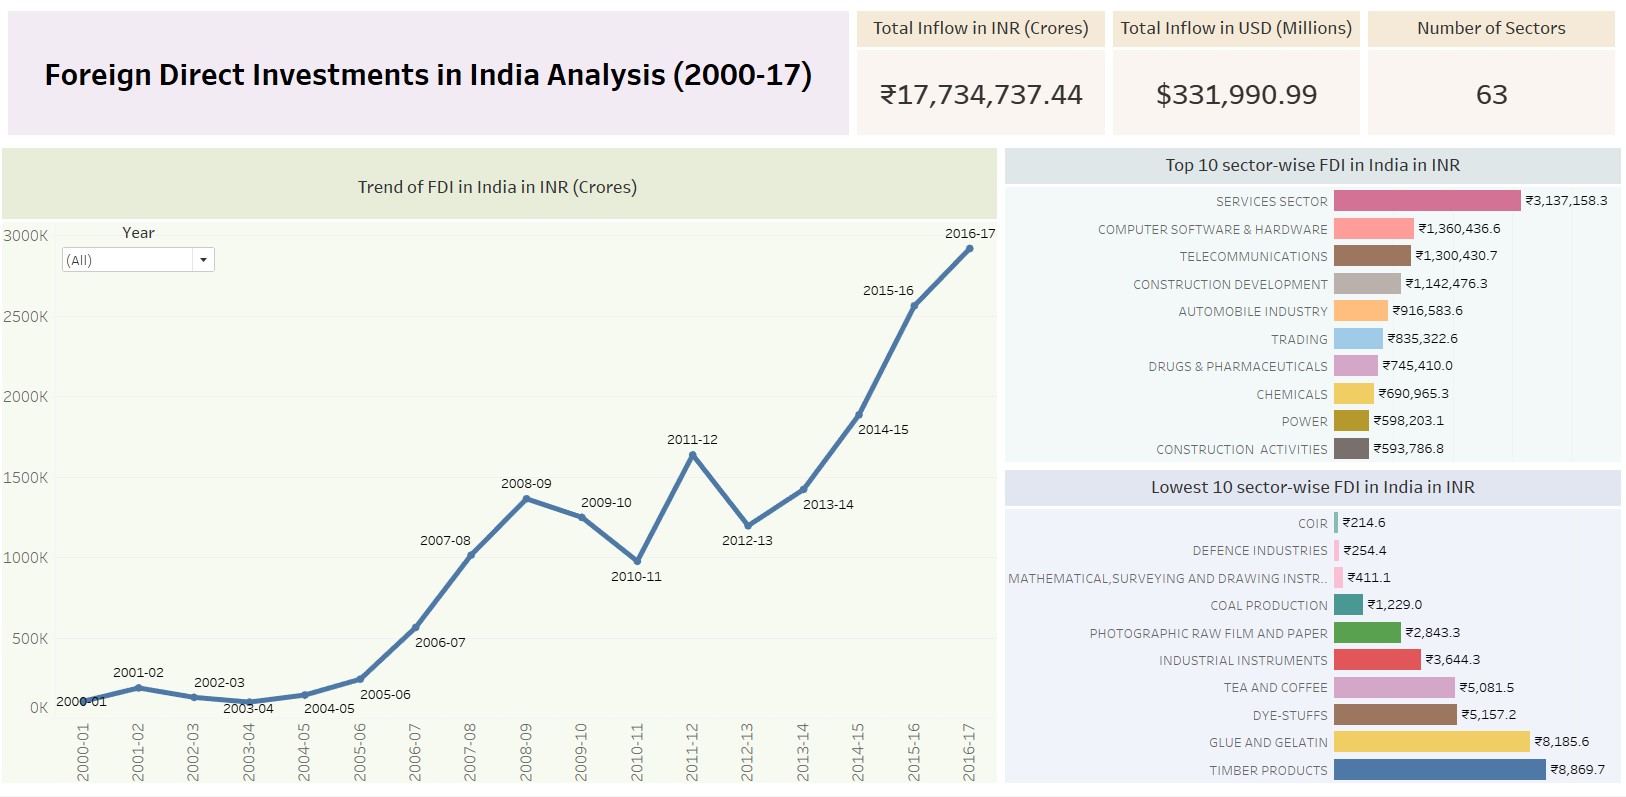 Foreign Direct Investments in India Analysis (2000-17)
Total Inflow in INR (Crores)
₹17,734,737.44
Total Inflow in USD (Millions)
$331,990.99
Number of Sectors
63
Trend of FDI in India in INR (Crores)
Year
(All)
3000K
2500K
2000K
1500K
1000K
500K
0K
2000-01
2001-02
2002-03
2003-04
2004-05
2005-06
2006-07
2007-08
2008-09
2009-10
2010-11
2011-12
2012-13
2013-14
2014-15
2015-16
2016-17
2000-01
2001-02
2002-03
2003-04
2004-05
2005-06
2006-07
2007-08
2008-09
2009-10
2010-11
2011-12
2012-13
2013-14
2014-15
2015-16
2016-17
Top 10 sector-wise FDI in India in INR
SERVICES SECTOR ₹3,137,158.3
COMPUTER SOFTWARE & HARDWARE ₹1,360,436.6
TELECOMMUNICATIONS ₹1,300,430.7
CONSTRUCTION DEVELOPMENT ₹1,142,476.3
AUTOMOBILE INDUSTRY ₹916,583.6
TRADING ₹835,322.6
DRUGS & PHARMACEUTICALS ₹745,410.0
CHEMICALS ₹690,965.3
POWER ₹598,203.1
CONSTRUCTION  ACTIVITIES ₹593,786.8
Lowest 10 sector-wise FDI in India in INR
COIR ₹214.6
DEFENCE INDUSTRIES ₹254.4
MATHEMATICAL,SURVEYING AND DRAWING INSTR.. ₹411.1
COAL PRODUCTION ₹1,229.0
PHOTOGRAPHIC RAW FILM AND PAPER ₹2,843.3
INDUSTRIAL INSTRUMENTS ₹3,644.3
TEA AND COFFEE ₹5,081.5
DYE-STUFFS ₹5,157.2
GLUE AND GELATIN ₹8,185.6
TIMBER PRODUCTS ₹8,869.7